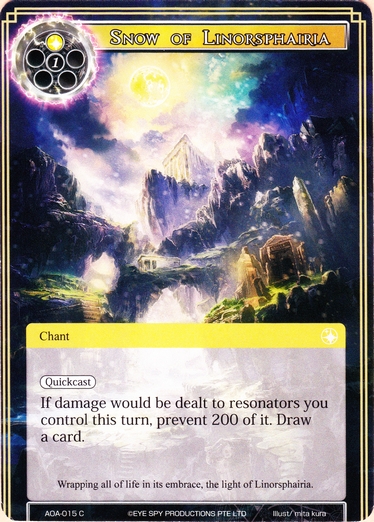 Snow of Linorsphairia
1
Chant
Quickcast
If damage would be dealt to resonators you
control this turn, prevent 200 of it. Draw
a card.
Wrapping all of life in its embrace, the light of Linorsphairia.
AOA-015 C ©EYE SPY PRODUCTIONS PTE LTD Illust/ mita kura